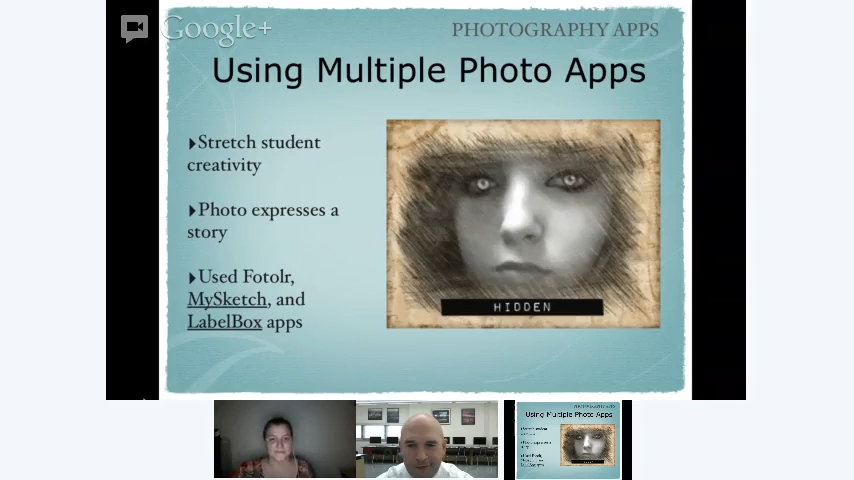 Google+
PHOTOGRAPHY APPS
Using Multiple Photo Apps
Stretch student
creativity
Photo expresses a
story
Used Fotolr,
MySketch, and
LabelBox apps
HIDDEN
Using Multiple Photo Apps